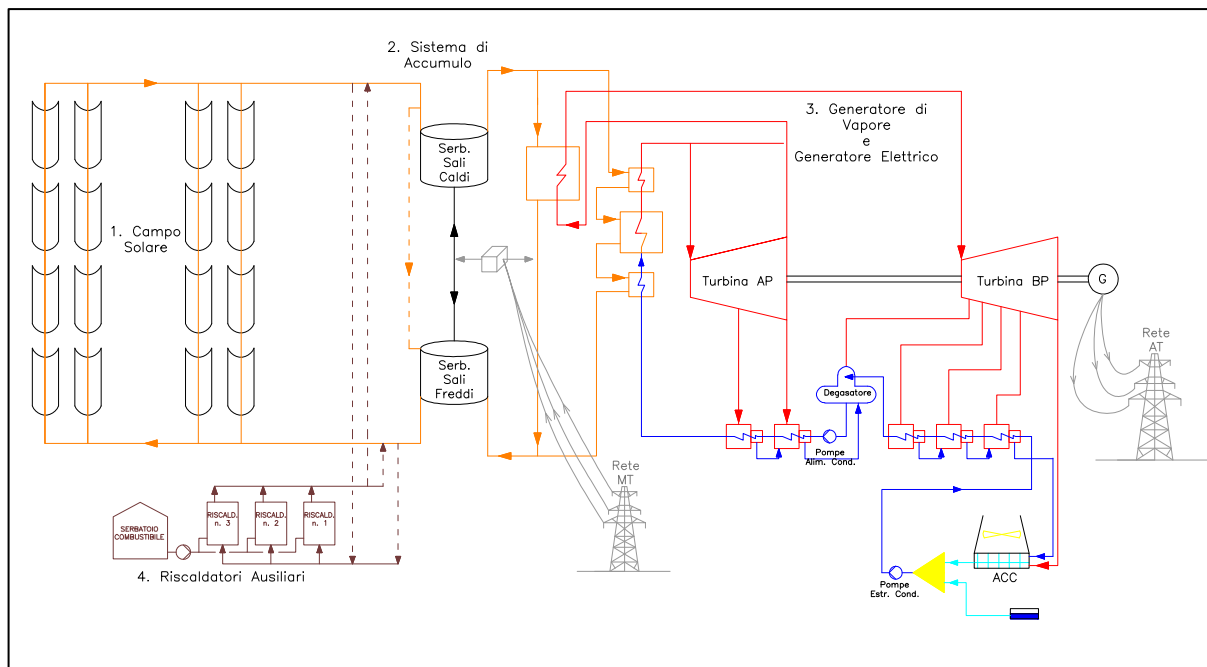 2. Sistema di
Accumulo
3. Generatore di
Vapore
e
Generatore Elettrico
Serb.
Sali
Caldi
1. Campo
Solare
Turbina AP
Turbina BP
G
Rete
AT
Serb.
Sali
Freddi
Degasatore
Pompe
Alim. Cond.
Rete
MT
SERBATOIO
COMBUSTIBILE
RISCALD.
n. 3
RISCALD.
n. 2
RISCALD.
n. 1
4. Riscaldatori Ausiliari
ACC
Pompe
Estr. Cond.